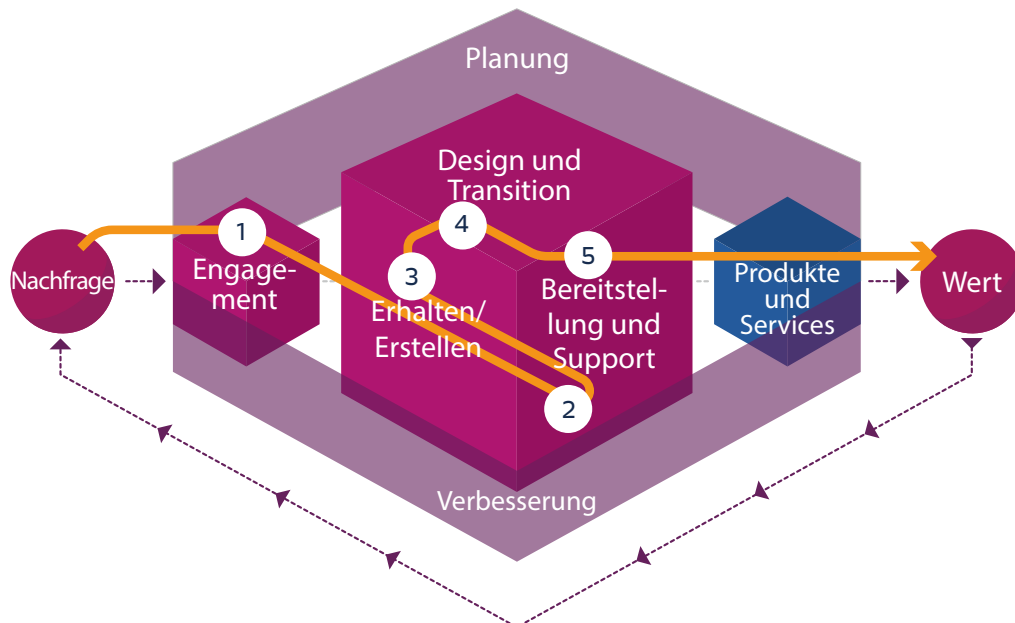 Planung
Design und
Transition
1
4
5
Nachfrage
Engage-
ment
3
Erhalten/
Erstellen
Bereitstel-
lung und
Support
Produkte
und
Services
Wert
2
Verbesserung